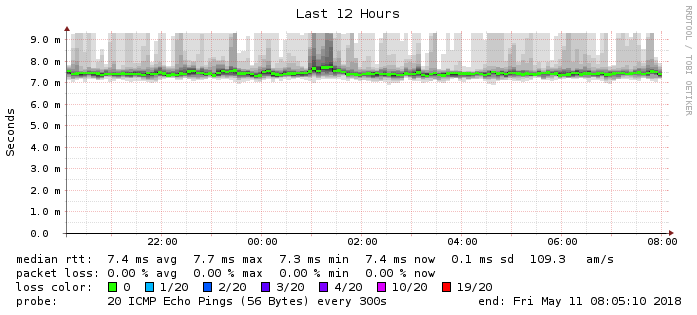 Last 12 Hours
RRDTOOL / TOBI OETIKER
Seconds
9.0 m
8.0 m
7.0 m
6.0 m
5.0 m
4.0 m
3.0 m
2.0 m
1.0 m
0.0
22:00 00:00 02:00 04:00 06:00 08:00
median rtt: 7.4 ms avg 7.7 ms max 7.3 ms min 7.4 ms now 0.1 ms sd 109.3 am/s
packet loss: 0.00 % avg 0.00 % max 0.00 % min 0.00 % now
loss color: 0 1/20 2/20 3/20 4/20 10/20 19/20
probe: 20 ICMP Echo Pings (56 Bytes) every 300s end: Fri May 11 08:05:10 2018